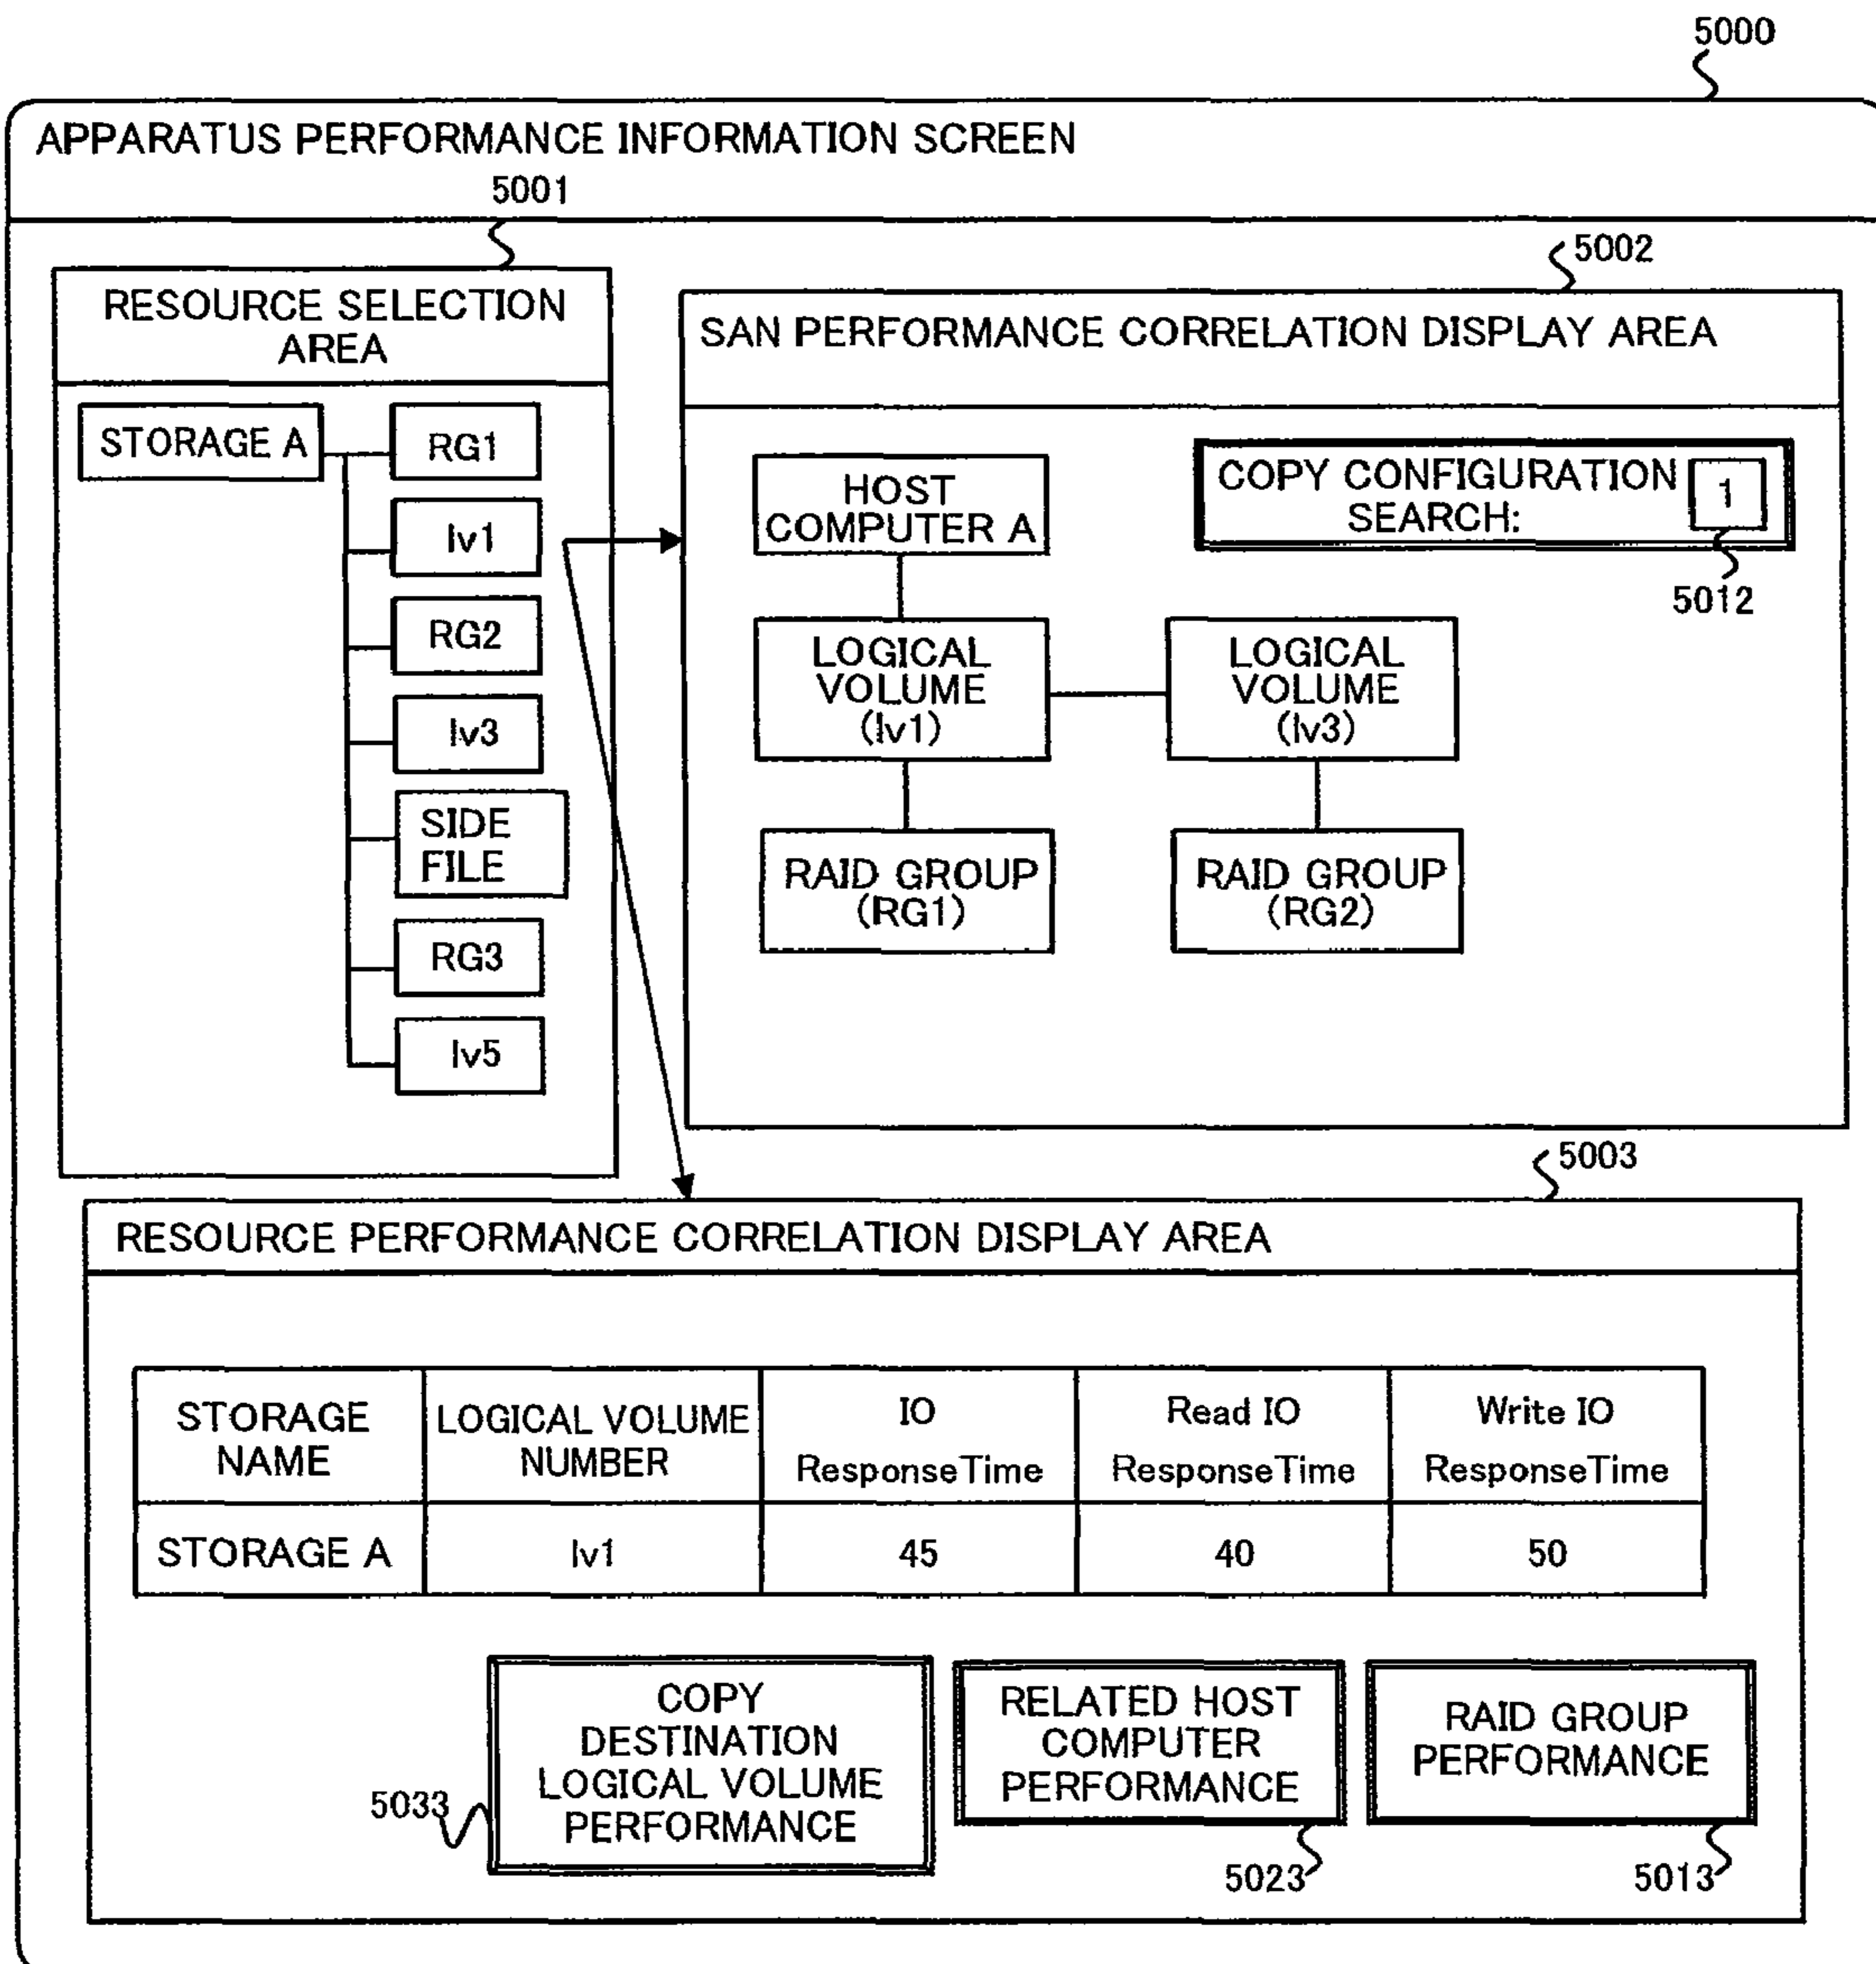 5000
APPARATUS PERFORMANCE INFORMATION SCREEN
5001
RESOURCE SELECTION
AREA
STORAGE A
RG1
lv1
RG2
lv3
SIDE
FILE
RG3
lv5
5002
SAN PERFORMANCE CORRELATION DISPLAY AREA
HOST
COMPUTER A
COPY CONFIGURATION
SEARCH:
1
5012
LOGICAL
VOLUME
(lv1)
LOGICAL
VOLUME
(lv3)
RAID GROUP
(RG1)
RAID GROUP
(RG2)
5003
RESOURCE PERFORMANCE CORRELATION DISPLAY AREA
STORAGE
NAME
LOGICAL VOLUME
NUMBER
IO
ResponseTime
Read IO
ResponseTime
Write IO
ResponseTime
STORAGE A
lv1
45
40
50
COPY
DESTINATION
LOGICAL VOLUME
PERFORMANCE
5033
RELATED HOST
COMPUTER
PERFORMANCE
5023
RAID GROUP
PERFORMANCE
5013